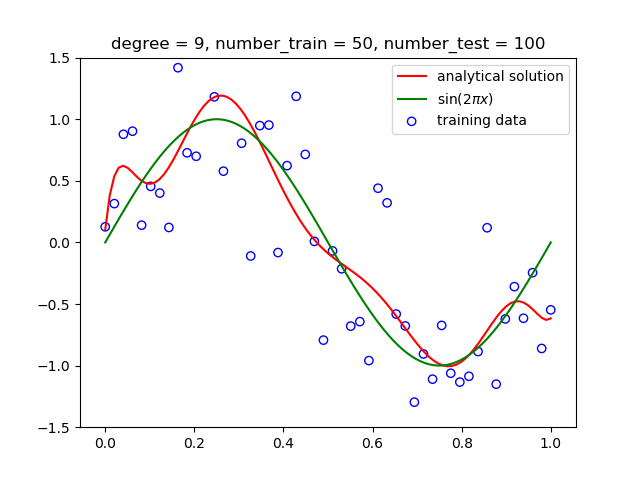 degree = 9, number_train = 50, number_test = 100
analytical solution
sin(2πx)
training data
1.5
1.0
0.5
0.0
−0.5
−1.0
−1.5
0.0 0.2 0.4 0.6 0.8 1.0